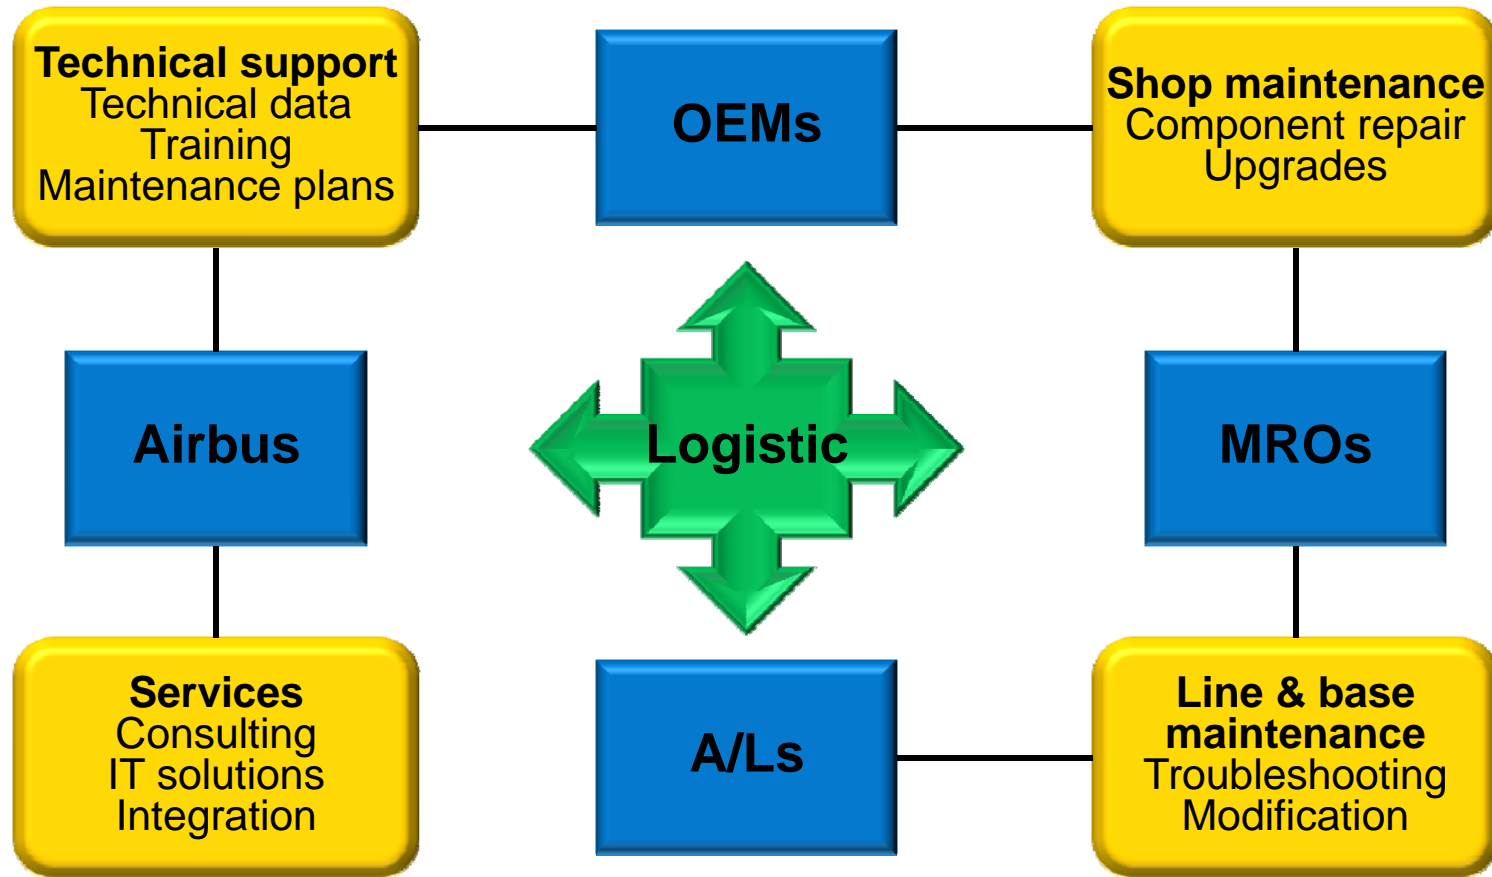 Technical support
Technical data
Training
Maintenance plans
OEMs
Shop maintenance
Component repair
Upgrades
Airbus
Logistic
MROs
Services
Consulting
IT solutions
Integration
A/Ls
Line & base
maintenance
Troubleshooting
Modification